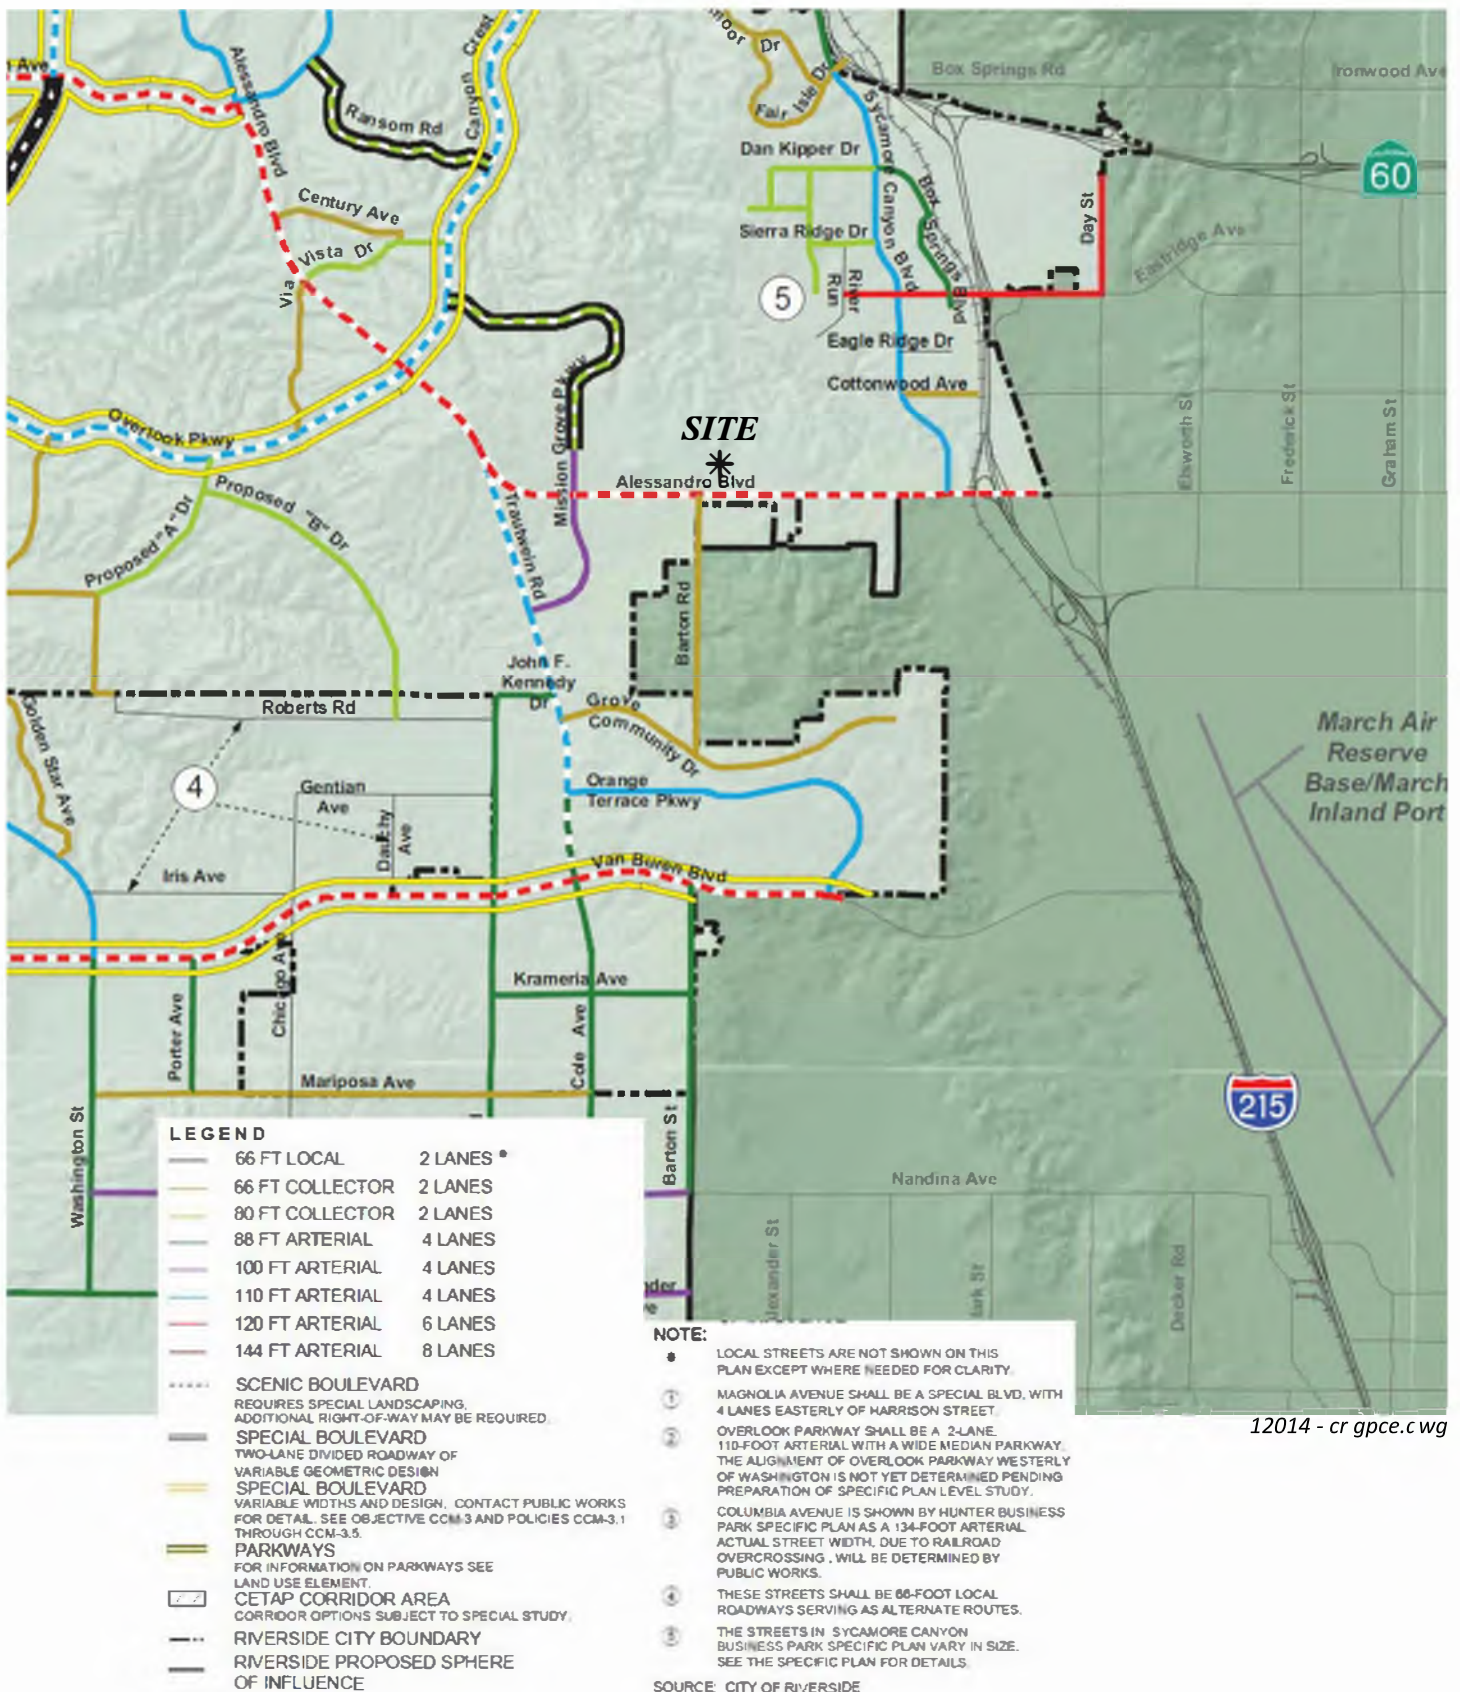 Ave
Alessandro Blvd
Ransom Rd
Canyon Crest
Century Ave
Vista Dr
Via
Dr
Fair Isle Dr
Box Springs Rd
Ironwood Ave
60
Dan Kipper Dr
Sycamore Canyon Blvd
Box Springs Blvd
Day St
Eastridge Ave
Sierra Ridge Dr
River Run
5
Eagle Ridge Dr
Cottonwood Ave
Elsworth St
Frederick St
Graham St
Overlook Pkwy
Mission Grove Pkwy
SITE
Alessandro Blvd
Proposed "A" Dr
Proposed "B" Dr
Trautwein Rd
Barton Rd
John F.
Kennedy
Dr
Grove
Community Dr
Roberts Rd
Golden Star Ave
4
Gentian
Ave
Dauchy
Ave
Orange
Terrace Pkwy
March Air
Reserve
Base/March
Inland Port
Iris Ave
Van Buren Blvd
Chicago Ave
Porter Ave
Krameria Ave
Cole Ave
Mariposa Ave
Washington St
Barton St
215
Nandina Ave
Decker Rd
LEGEND
66 FT LOCAL 2 LANES *
66 FT COLLECTOR 2 LANES
80 FT COLLECTOR 2 LANES
88 FT ARTERIAL 4 LANES
100 FT ARTERIAL 4 LANES
110 FT ARTERIAL 4 LANES
120 FT ARTERIAL 6 LANES
144 FT ARTERIAL 8 LANES
SCENIC BOULEVARD
REQUIRES SPECIAL LANDSCAPING,
ADDITIONAL RIGHT-OF-WAY MAY BE REQUIRED.
SPECIAL BOULEVARD
TWO-LANE DIVIDED ROADWAY OF
VARIABLE GEOMETRIC DESIGN
SPECIAL BOULEVARD
VARIABLE WIDTHS AND DESIGN, CONTACT PUBLIC WORKS
FOR DETAIL. SEE OBJECTIVE CCM-3 AND POLICIES CCM-3.1
THROUGH CCM-3.5.
PARKWAYS
FOR INFORMATION ON PARKWAYS SEE
LAND USE ELEMENT.
CETAP CORRIDOR AREA
CORRIDOR OPTIONS SUBJECT TO SPECIAL STUDY.
RIVERSIDE CITY BOUNDARY
RIVERSIDE PROPOSED SPHERE
OF INFLUENCE
NOTE:
* LOCAL STREETS ARE NOT SHOWN ON THIS
PLAN EXCEPT WHERE NEEDED FOR CLARITY.
1 MAGNOLIA AVENUE SHALL BE A SPECIAL BLVD, WITH
4 LANES EASTERLY OF HARRISON STREET.
2 OVERLOOK PARKWAY SHALL BE A 2-LANE,
110-FOOT ARTERIAL WITH A WIDE MEDIAN PARKWAY.
THE ALIGNMENT OF OVERLOOK PARKWAY WESTERLY
OF WASHINGTON IS NOT YET DETERMINED PENDING
PREPARATION OF SPECIFIC PLAN LEVEL STUDY.
3 COLUMBIA AVENUE IS SHOWN BY HUNTER BUSINESS
PARK SPECIFIC PLAN AS A 134-FOOT ARTERIAL
ACTUAL STREET WIDTH, DUE TO RAILROAD
OVERCROSSING, WILL BE DETERMINED BY
PUBLIC WORKS.
4 THESE STREETS SHALL BE 66-FOOT LOCAL
ROADWAYS SERVING AS ALTERNATE ROUTES.
5 THE STREETS IN SYCAMORE CANYON
BUSINESS PARK SPECIFIC PLAN VARY IN SIZE.
SEE THE SPECIFIC PLAN FOR DETAILS.
SOURCE: CITY OF RIVERSIDE
12014 - cr gpce.cwg